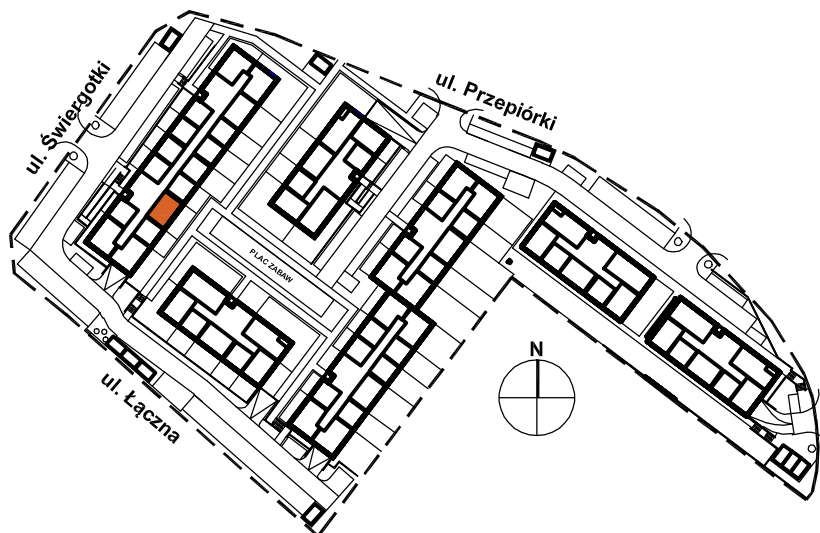 ul. Przepiórki
ul. Świergotki
PLAC ZABAW
N
ul. Łączna